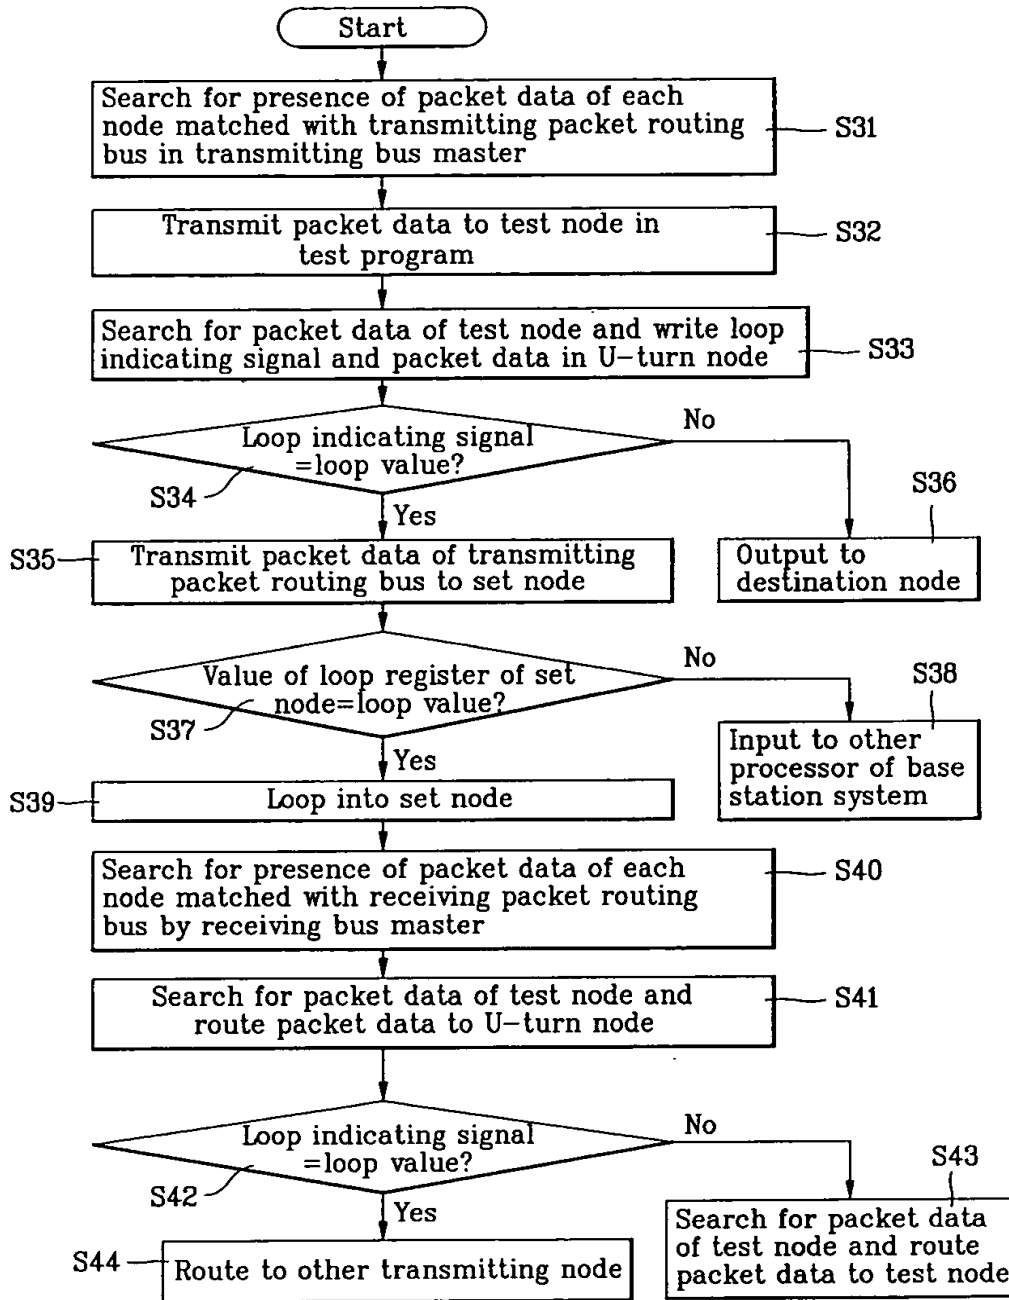 Start
Search for presence of packet data of each
node matched with transmitting packet routing
bus in transmitting bus master
S31
Transmit packet data to test node in
test program
S32
Search for packet data of test node and write loop
indicating signal and packet data in U-turn node
S33
Loop indicating signal
=loop value?
S34
No
Yes
S36
Output to
destination node
S35
Transmit packet data of transmitting
packet routing bus to set node
Value of loop register of set
node=loop value?
S37
No
Yes
S38
Input to other
processor of base
station system
S39
Loop into set node
Search for presence of packet data of each
node matched with receiving packet routing
bus by receiving bus master
S40
Search for packet data of test node and
route packet data to U-turn node
S41
Loop indicating signal
=loop value?
S42
No
Yes
S43
Search for packet data
of test node and route
packet data to test node
S44
Route to other transmitting node